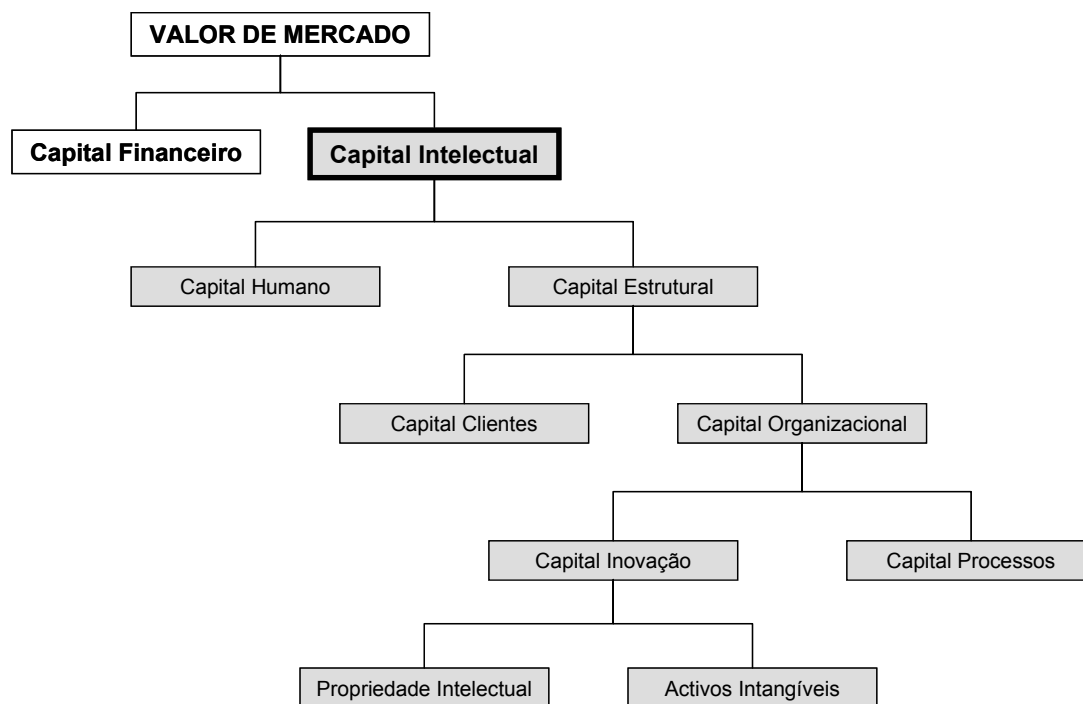 VALOR DE MERCADO
Capital Financeiro
Capital Intelectual
Capital Humano
Capital Estrutural
Capital Clientes
Capital Organizacional
Capital Inovação
Capital Processos
Propriedade Intelectual
Activos Intangíveis